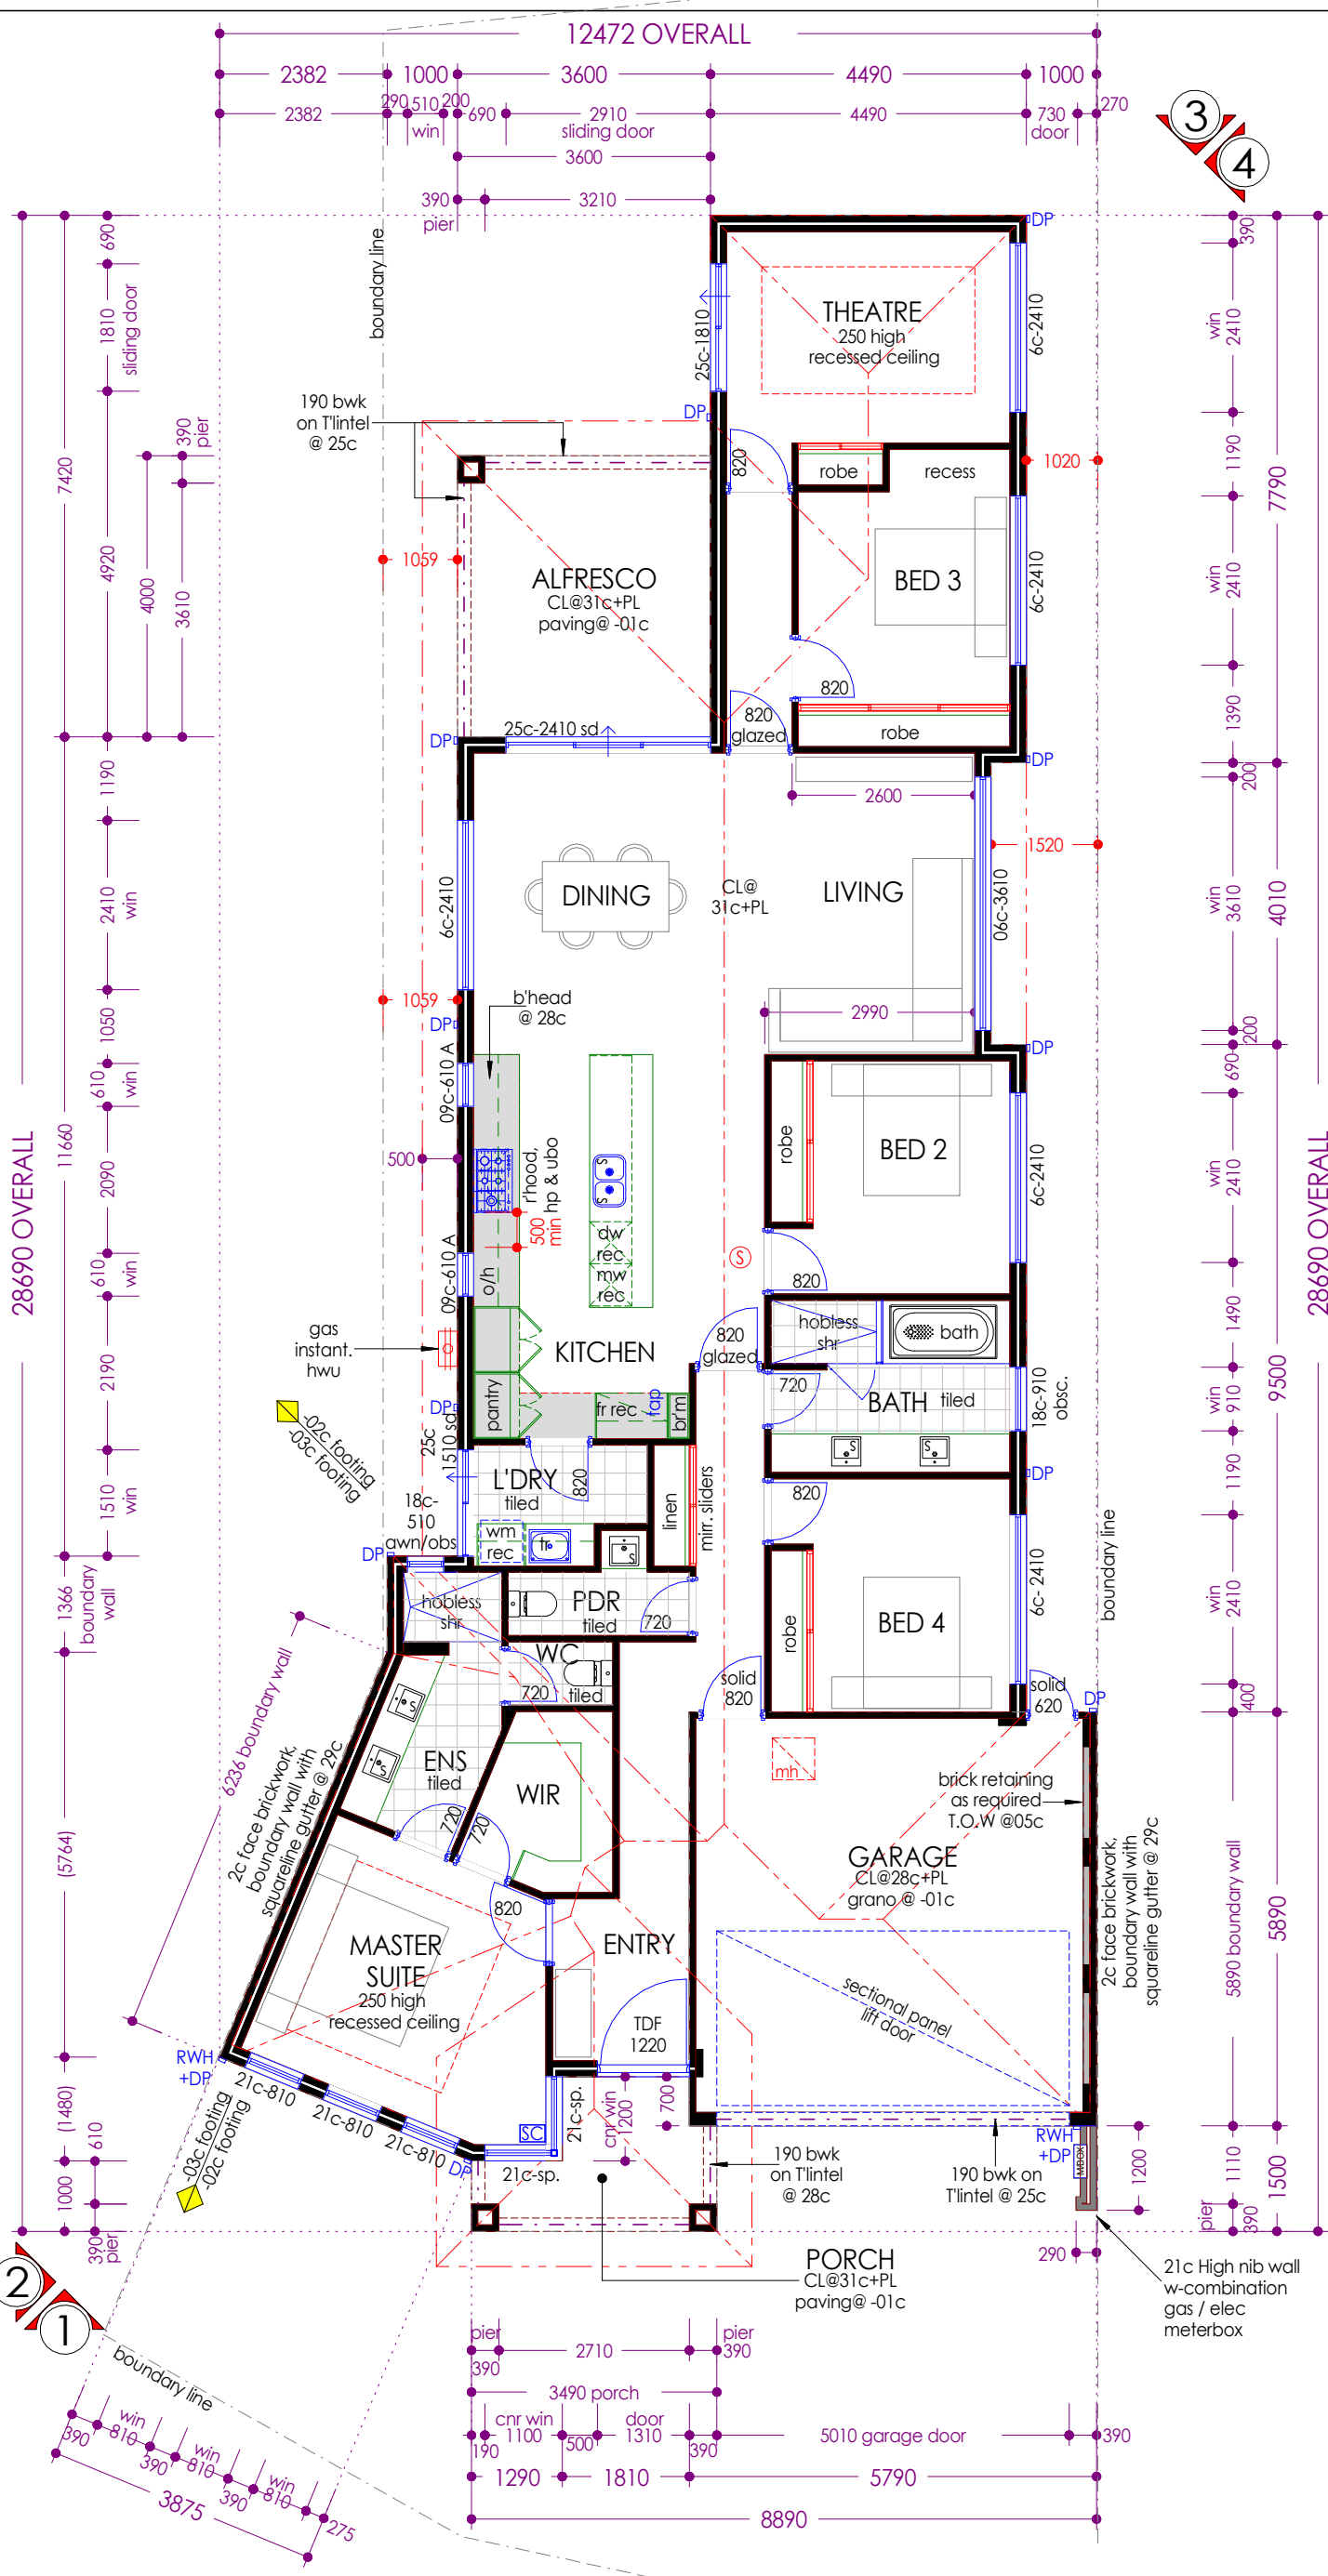 12472 OVERALL
2382
1000
3600
4490
1000
2382
290
510
200
690
2910
4490
730
270
win
sliding door
door
3600
390
3210
pier
3
4
690
1810
sliding door
7420
4920
390
pier
4000
3610
boundary line
190 bwk
on T'lintel
@ 25c
DP
THEATRE
250 high
recessed ceiling
25c-1810
6c-2410
DP
820
robe
recess
1020
1059
ALFRESCO
CL@31c+PL
paving@ -01c
BED 3
6c-2410
820
820
glazed
robe
DP
25c-2410 sd
DP
390
win
2410
1190
7790
win
2410
1390
200
2600
1520
DINING
CL@
31c+PL
LIVING
6c-2410
06c-3610
win
3610
4010
1190
2410
win
1059
b'head
@ 28c
2990
DP
DP
200
690
1050
610
win
09c-610 A
BED 2
robe
6c-2410
win
2410
28690 OVERALL
11660
2090
500
r'hood,
hp & ubo
500
min
S
S
dw
rec
mw
rec
S
820
610
win
09c-610 A
o/h
28690 OVERALL
gas
instant.
hwu
KITCHEN
820
glazed
hobless
shr
bath
1490
2190
pantry
fr rec
tap
br'm
720
BATH tiled
18c-910
obsc.
win
910
9500
DP
-02c footing
-03c footing
25c
1510 sd
L'DRY
tiled
820
linen
mirr. sliders
S
S
DP
1190
1510
win
18c-
510
awn/obs
wm
rec
tr
S
820
DP
1366
boundary
wall
hobless
shr
PDR
tiled
720
BED 4
robe
6c- 2410
boundary line
win
2410
6236 boundary wall
WC
tiled
720
solid
820
solid
620
DP
400
S
S
ENS
tiled
720
WIR
720
mh
brick retaining
as required
T.O.W @05c
(5764)
2c face brickwork,
boundary wall with
squareline gutter @ 29c
GARAGE
CL@28c+PL
grano @ -01c
2c face brickwork,
boundary wall with
squareline gutter @ 29c
5890 boundary wall
5890
820
ENTRY
MASTER
SUITE
250 high
recessed ceiling
sectional panel
lift door
TDF
1220
RWH
+DP
21c-810
21c-810
21c-810
SC
DP
21c-sp.
21c-sp.
cnr win
1200
700
(1480)
610
1000
390
pier
-03c footing
-02c footing
190 bwk
on T'lintel
@ 28c
190 bwk on
T'lintel @ 25c
RWH
+DP
MBOX
1200
1110
1500
pier
390
290
2
1
PORCH
CL@31c+PL
paving@ -01c
21c High nib wall
w-combination
gas / elec
meterbox
boundary line
pier
390
2710
pier
390
3490 porch
cnr win
1100
door
1310
5010 garage door
390
190
500
390
1290
1810
5790
8890
390
win
810
390
win
810
390
win
810
275
3875